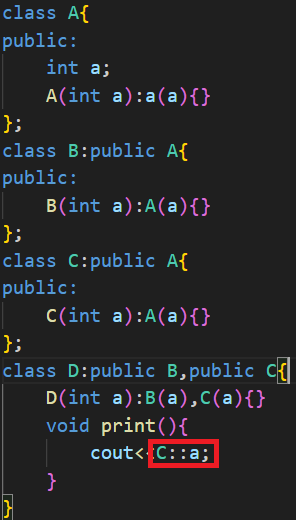 class A{
public:
    int a;
    A(int a):a(a){}
};
class B:public A{
public:
    B(int a):A(a){}
};
class C:public A{
public:
    C(int a):A(a){}
};
class D:public B,public C{
    D(int a):B(a),C(a){}
    void print(){
        cout<<C::a;
    }
}